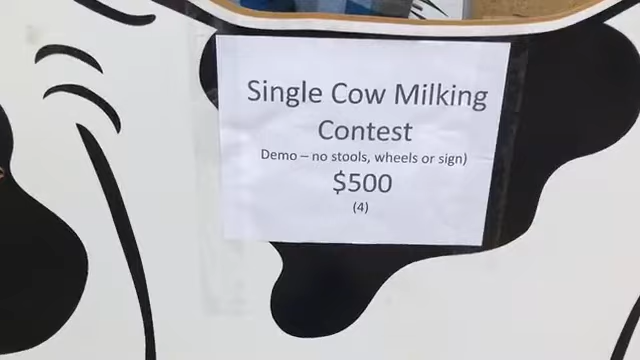 Single Cow Milking
Contest
Demo – no stools, wheels or sign)
$500
(4)